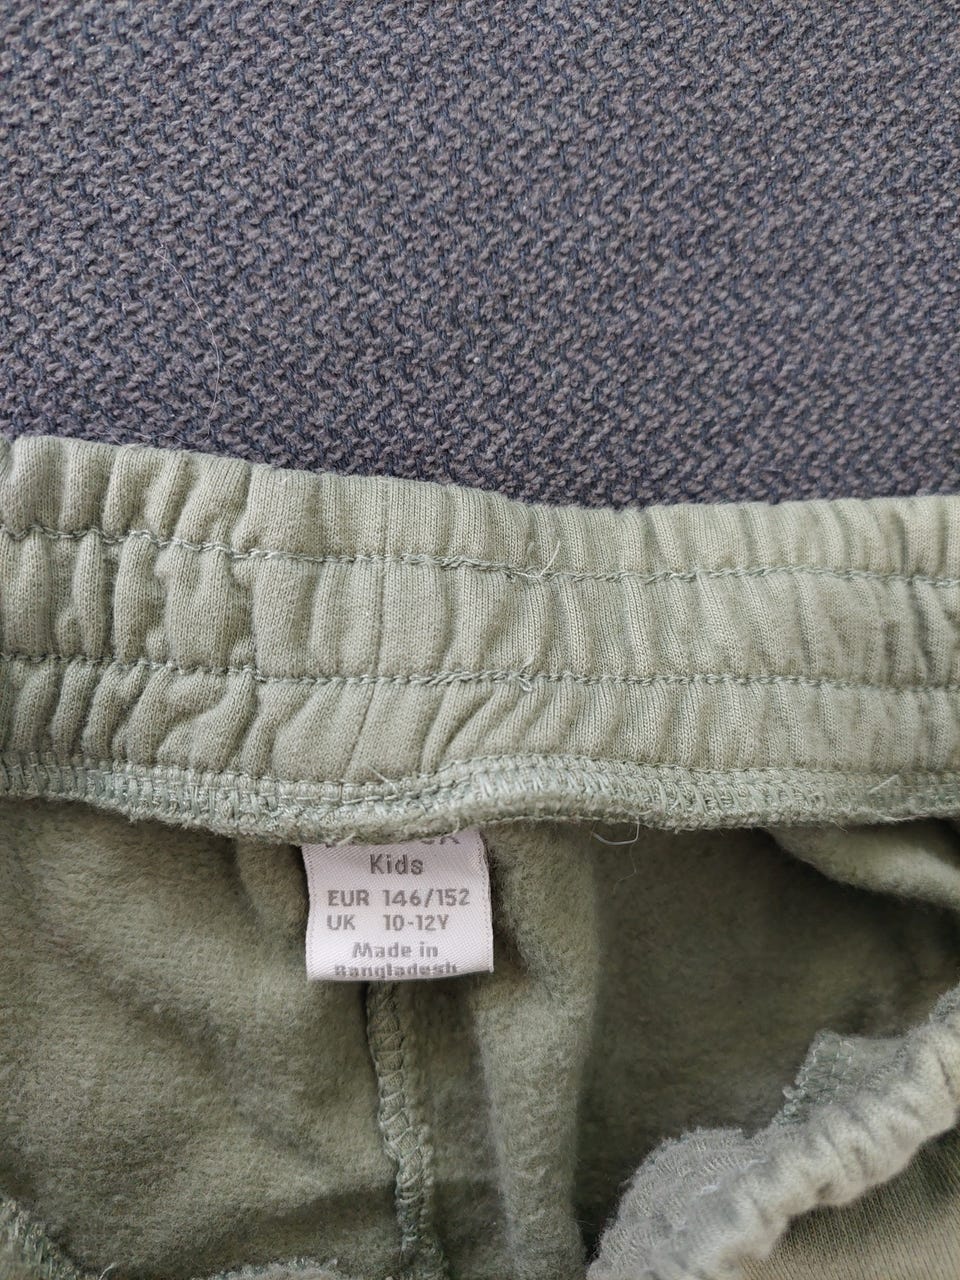 Kids
EUR 146/152
UK 10-12Y
Made in
Bangladesh